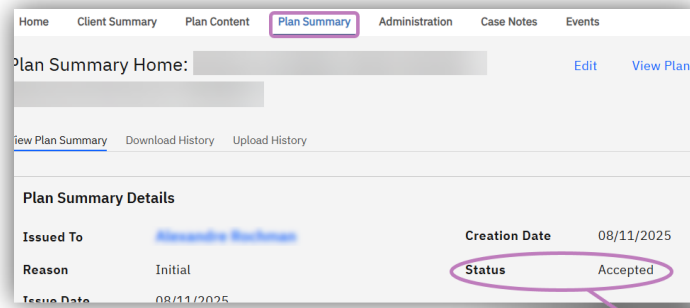 Home Client Summary Plan Content Plan Summary Administration Case Notes Events
Plan Summary Home: Edit View Plan
iew Plan Summary Download History Upload History
Plan Summary Details
Issued To Creation Date 08/11/2025
Reason Initial Status Accepted
Issue Date 08/11/2025